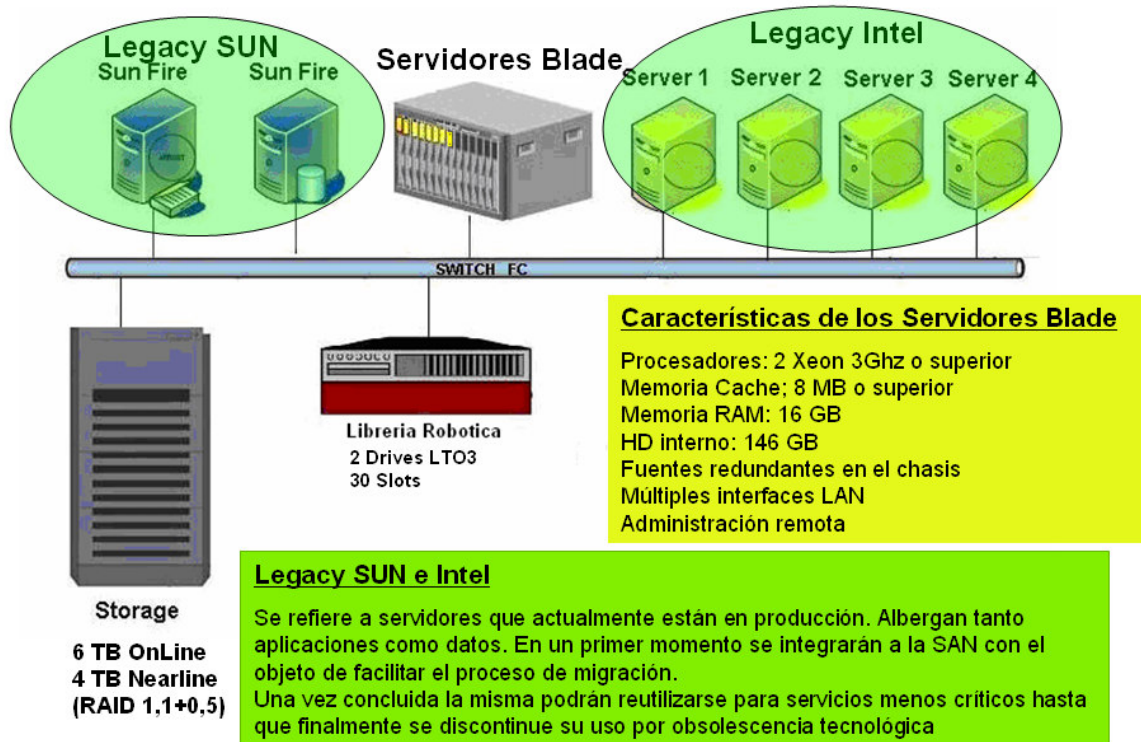 Legacy SUN
Sun Fire
Sun Fire
Servidores Blade
Legacy Intel
Server 1
Server 2
Server 3
Server 4
SWITCH FC
Storage
6 TB OnLine
4 TB Nearline
(RAID 1,1+0,5)
Libreria Robotica
2 Drives LTO3
30 Slots
Características de los Servidores Blade
Procesadores: 2 Xeon 3Ghz o superior
Memoria Cache; 8 MB o superior
Memoria RAM: 16 GB
HD interno: 146 GB
Fuentes redundantes en el chasis
Múltiples interfaces LAN
Administración remota
Legacy SUN e Intel
Se refiere a servidores que actualmente están en producción. Albergan tanto
aplicaciones como datos. En un primer momento se integrarán a la SAN con el
objeto de facilitar el proceso de migración.
Una vez concluida la misma podrán reutilizarse para servicios menos críticos hasta
que finalmente se discontinue su uso por obsolescencia tecnológica